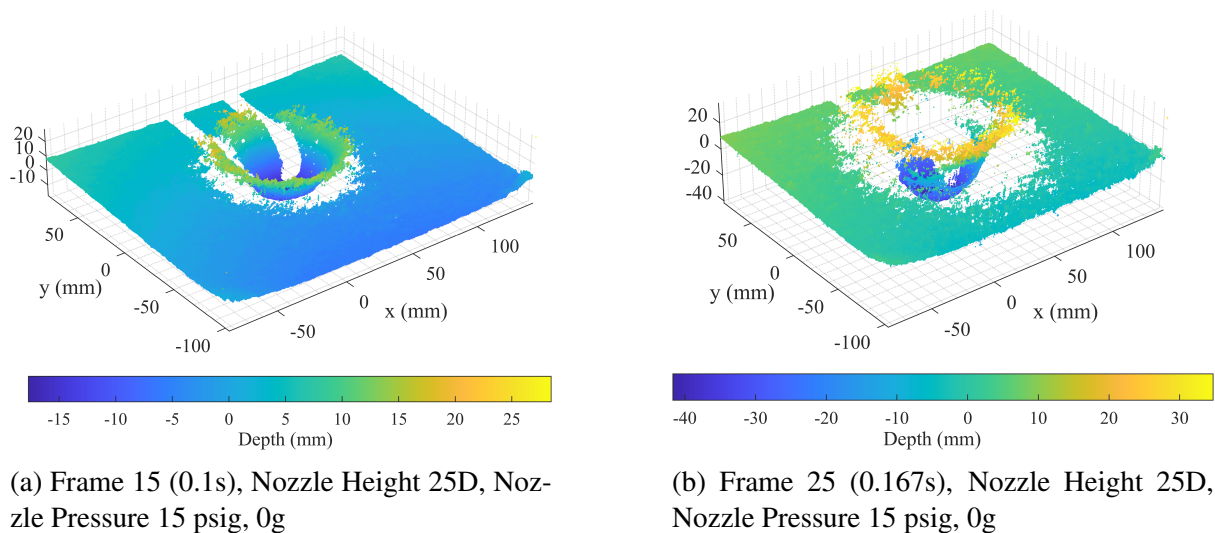 20
10
0
-10
50
0
-50
-100
y (mm)
-50
0
50
100
x (mm)
-15 -10 -5 0 5 10 15 20 25
Depth (mm)
(a) Frame 15 (0.1s), Nozzle Height 25D, Noz-
zle Pressure 15 psig, 0g
20
0
-20
-40
50
0
-50
-100
y (mm)
-50
0
50
100
x (mm)
-40 -30 -20 -10 0 10 20 30
Depth (mm)
(b) Frame 25 (0.167s), Nozzle Height 25D,
Nozzle Pressure 15 psig, 0g